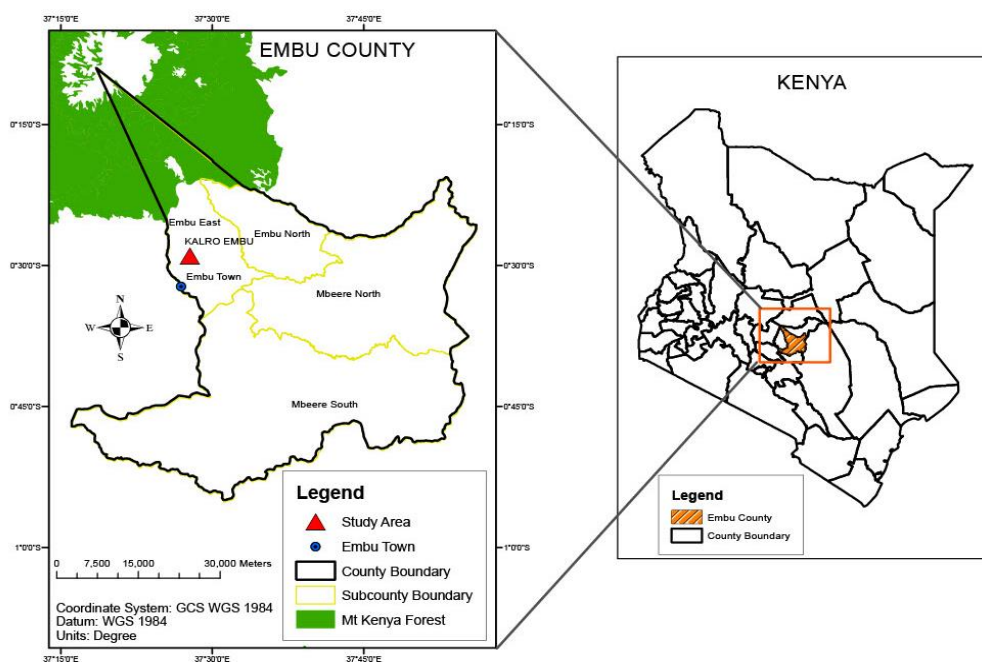 37°15'0"E
37°30'0"E
37°45'0"E
EMBU COUNTY
0°15'0"S
0°15'0"S
Embu East
Embu North
KALRO EMBU
0°30'0"S
0°30'0"S
Embu Town
Mbeere North
N
W
E
S
0°45'0"S
0°45'0"S
Mbeere South
Legend
Study Area
Embu Town
County Boundary
Subcounty Boundary
Mt Kenya Forest
1°0'0"S
1°0'0"S
0 7,500 15,000 30,000 Meters
Coordinate System: GCS WGS 1984
Datum: WGS 1984
Units: Degree
37°15'0"E
37°30'0"E
37°45'0"E
KENYA
Legend
Embu County
County Boundary